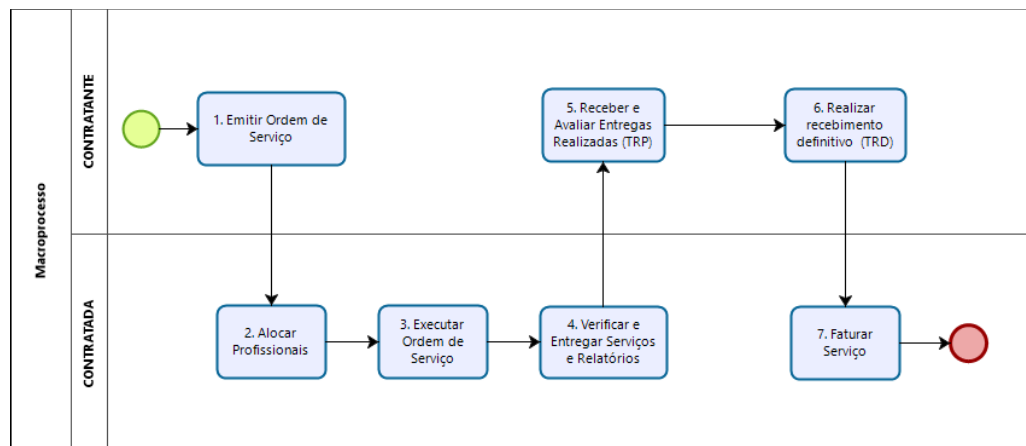 Macroprocesso
CONTRATANTE
1. Emitir Ordem de
Serviço
5. Receber e
Avaliar Entregas
Realizadas (TRP)
6. Realizar
recebimento
definitivo (TRD)
CONTRATADA
2. Alocar
Profissionais
3. Executar
Ordem de
Serviço
4. Verificar e
Entregar Serviços
e Relatórios
7. Faturar
Serviço